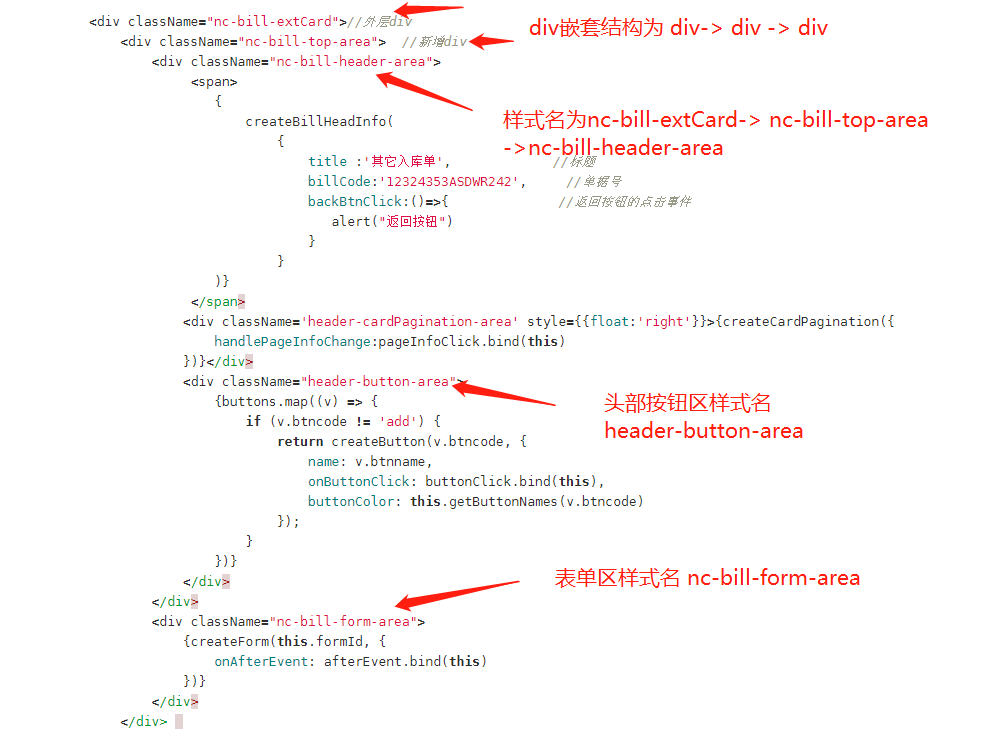 <div className="nc-bill-extCard">//外层div
div嵌套结构为 div-> div -> div
<div className="nc-bill-top-area">  //新增div
<div className="nc-bill-header-area">
<span>
{
createBillHeadInfo(
样式名为nc-bill-extCard-> nc-bill-top-area
->nc-bill-header-area
{
title :'其它入库单',  //标题
billCode:'12324353ASDWR242',  //单据号
backBtnClick:()=>{  //返回按钮的点击事件
alert("返回按钮")
}
}
)}
</span>
<div className='header-cardPagination-area' style={{float:'right'}}>{createCardPagination({
handlePageInfoChange:pageInfoClick.bind(this)
})}</div>
<div className="header-button-area">
{buttons.map((v) => {
头部按钮区样式名
header-button-area
if (v.btncode != 'add') {
return createButton(v.btncode, {
name: v.btnname,
onButtonClick: buttonClick.bind(this),
buttonColor: this.getButtonNames(v.btncode)
});
}
})}
</div>
表单区样式名 nc-bill-form-area
</div>
<div className="nc-bill-form-area">
{createForm(this.formId, {
onAfterEvent: afterEvent.bind(this)
})}
</div>
</div>